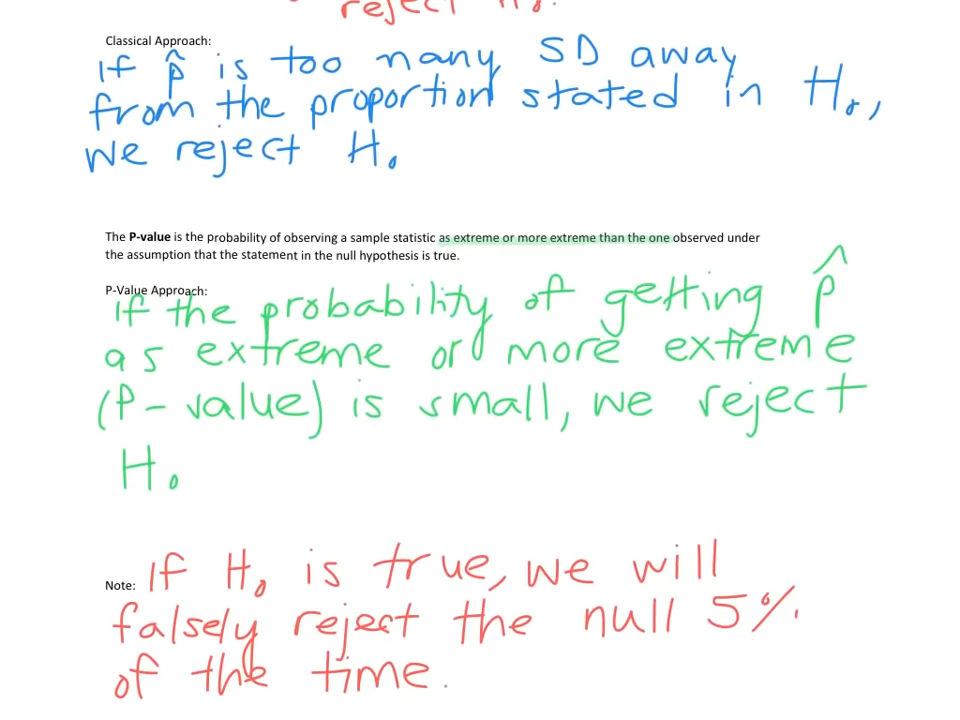 reject H₀.
Classical Approach:
If p̂ is too many SD away
from the proportion stated in H₀,
we reject H₀
The P-value is the probability of observing a sample statistic as extreme or more extreme than the one observed under
the assumption that the statement in the null hypothesis is true.
P-Value Approach:
If the probability of getting p̂
as extreme or more extreme
(P-value) is small, we reject
H₀
Note: If H₀ is true, we will
falsely reject the null 5%
of the time.